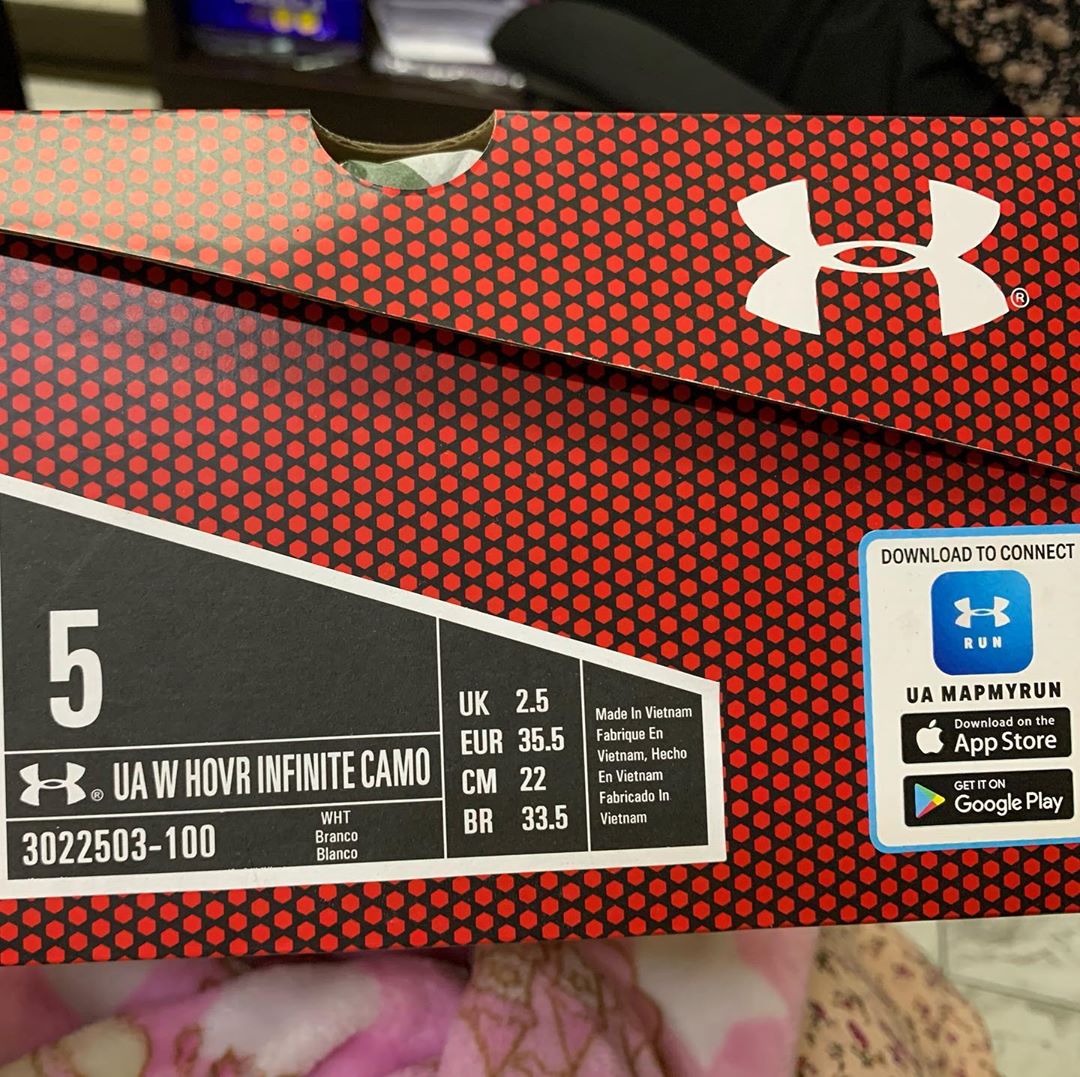 ®
DOWNLOAD TO CONNECT
RUN
UA MAPMYRUN
Download on the
App Store
GET IT ON
Google Play
5
® UA W HOVR INFINITE CAMO
3022503-100
WHT
Branco
Blanco
UK 2.5
EUR 35.5
CM 22
BR 33.5
Made In Vietnam
Fabrique En
Vietnam, Hecho
En Vietnam
Fabricado In
Vietnam